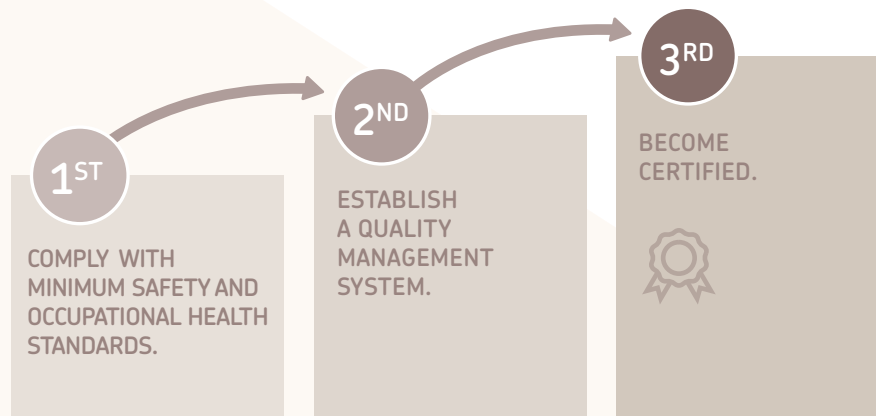 1ST
COMPLY WITH
MINIMUM SAFETY AND
OCCUPATIONAL HEALTH
STANDARDS.
2ND
ESTABLISH
A QUALITY
MANAGEMENT
SYSTEM.
3RD
BECOME
CERTIFIED.